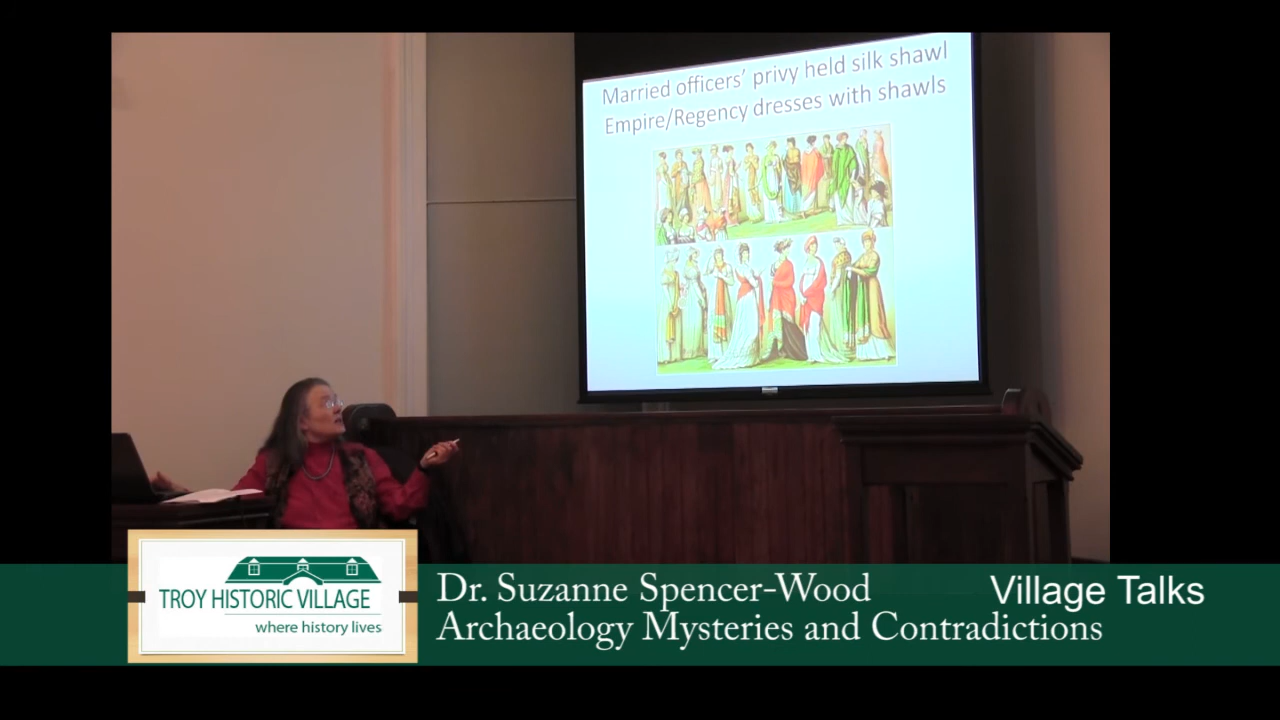 Married officers' privy held silk shawl
Empire/Regency dresses with shawls
TROY HISTORIC VILLAGE
where history lives
Dr. Suzanne Spencer-Wood
Village Talks
Archaeology Mysteries and Contradictions